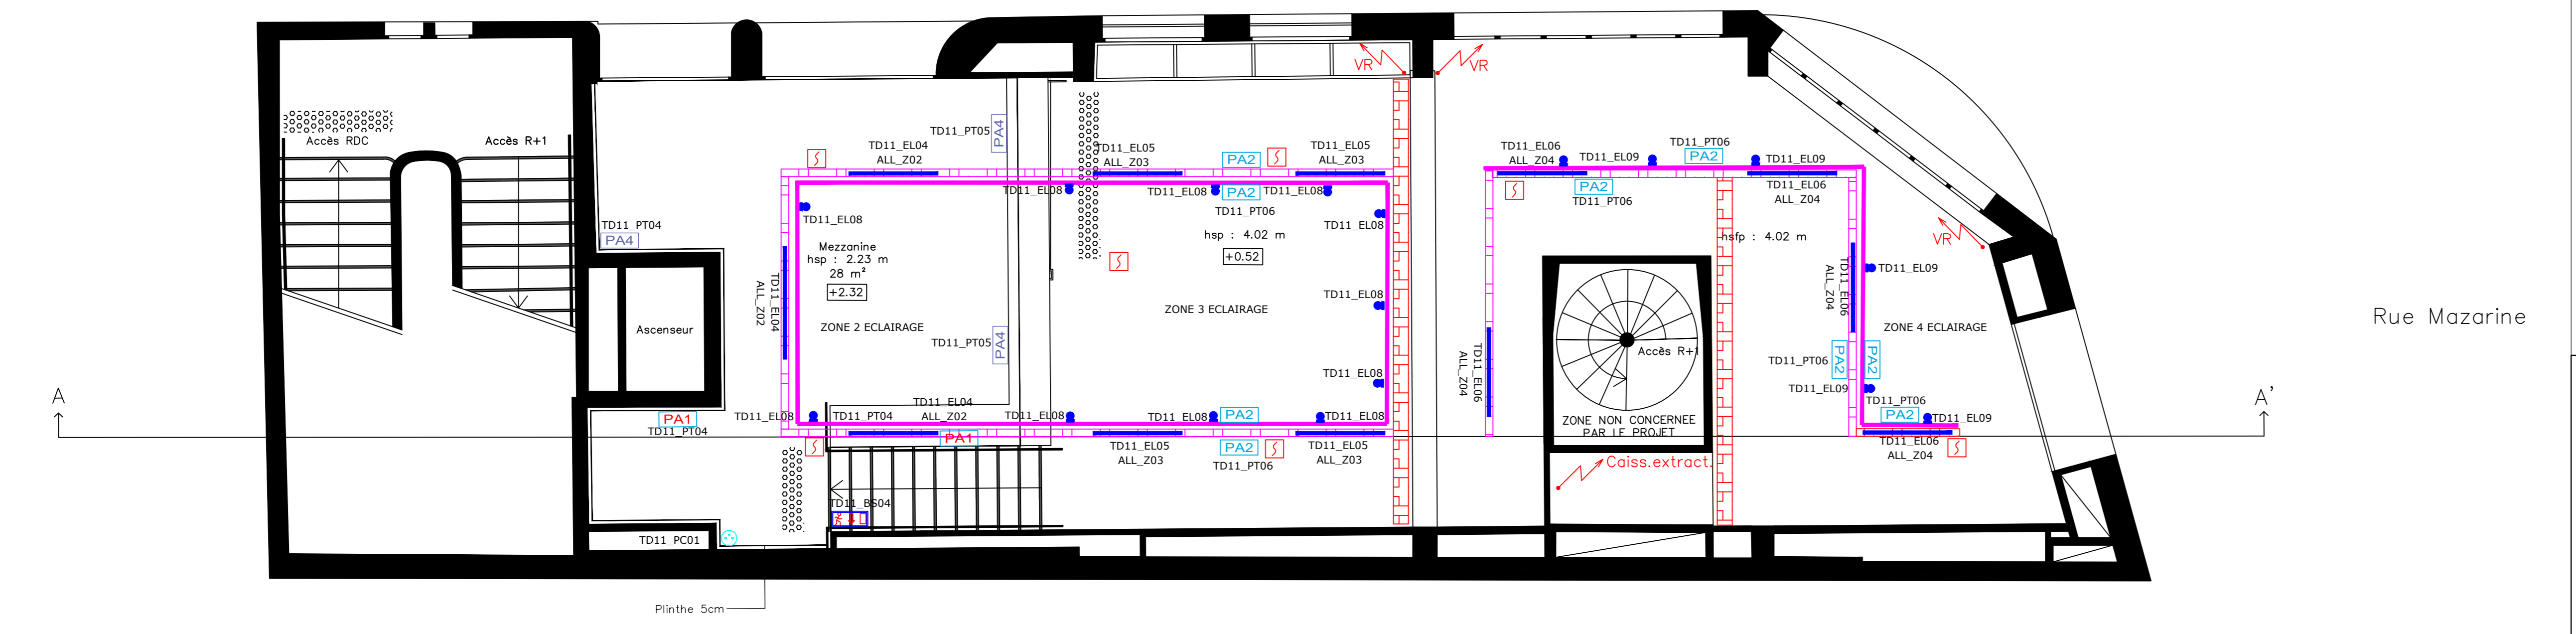 Accès RDC
Accès R+1
TD11_PT04
PA4
Ascenseur
PA1
TD11_PT04
TD11_PC01
Plinthe 5cm
A
TD11_EL04
ALL_Z02
TD11_PT05
PA4
TD11_EL05
ALL_Z03
PA2
TD11_EL05
ALL_Z03
VR
VR
TD11_EL08
TD11_EL08
TD11_EL08
PA2
TD11_EL08
TD11_PT06
TD11_EL08
Mezzanine
hsp : 2.23 m
28 m²
+2.32
hsp : 4.02 m
+0.52
TD11_EL04
ALL_Z02
ZONE 2 ECLAIRAGE
ZONE 3 ECLAIRAGE
TD11_EL08
TD11_PT05
PA4
TD11_EL08
TD11_EL08
TD11_PT04
TD11_EL04
ALL_Z02
TD11_EL08
TD11_EL08
PA2
TD11_EL08
PA1
TD11_EL05
ALL_Z03
PA2
TD11_PT06
TD11_EL05
ALL_Z03
TD11_BS04
TD11_EL06
ALL_Z04
TD11_EL09
TD11_PT06
PA2
TD11_EL09
PA2
TD11_PT06
TD11_EL06
ALL_Z04
hsfp : 4.02 m
VR
TD11_EL09
TD11_EL06
ALL_Z04
ZONE 4 ECLAIRAGE
TD11_EL06
ALL_Z04
Accès R+1
TD11_PT06
PA2
PA2
TD11_EL09
TD11_PT06
PA2
TD11_EL09
ZONE NON CONCERNEE
PAR LE PROJET
TD11_EL06
ALL_Z04
Caiss.extract.
Rue Mazarine
A'